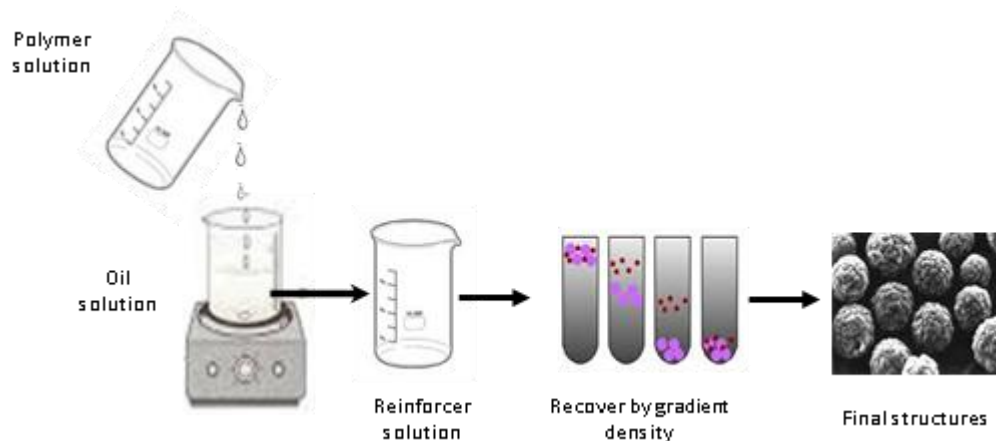 Polymer
solution
Oil
solution
Reinforcer
solution
Recover by gradient
density
Final structures